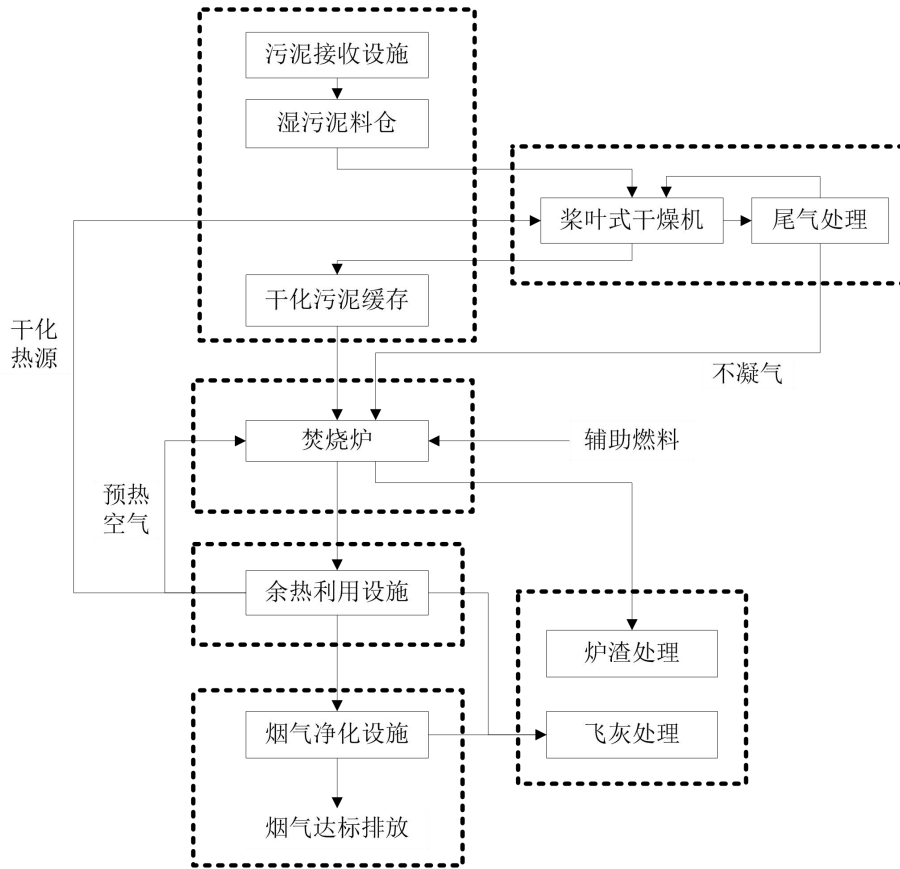 污泥接收设施
湿污泥料仓
桨叶式干燥机
尾气处理
干化污泥缓存
干化
热源
不凝气
焚烧炉
辅助燃料
预热
空气
余热利用设施
炉渣处理
烟气净化设施
飞灰处理
烟气达标排放